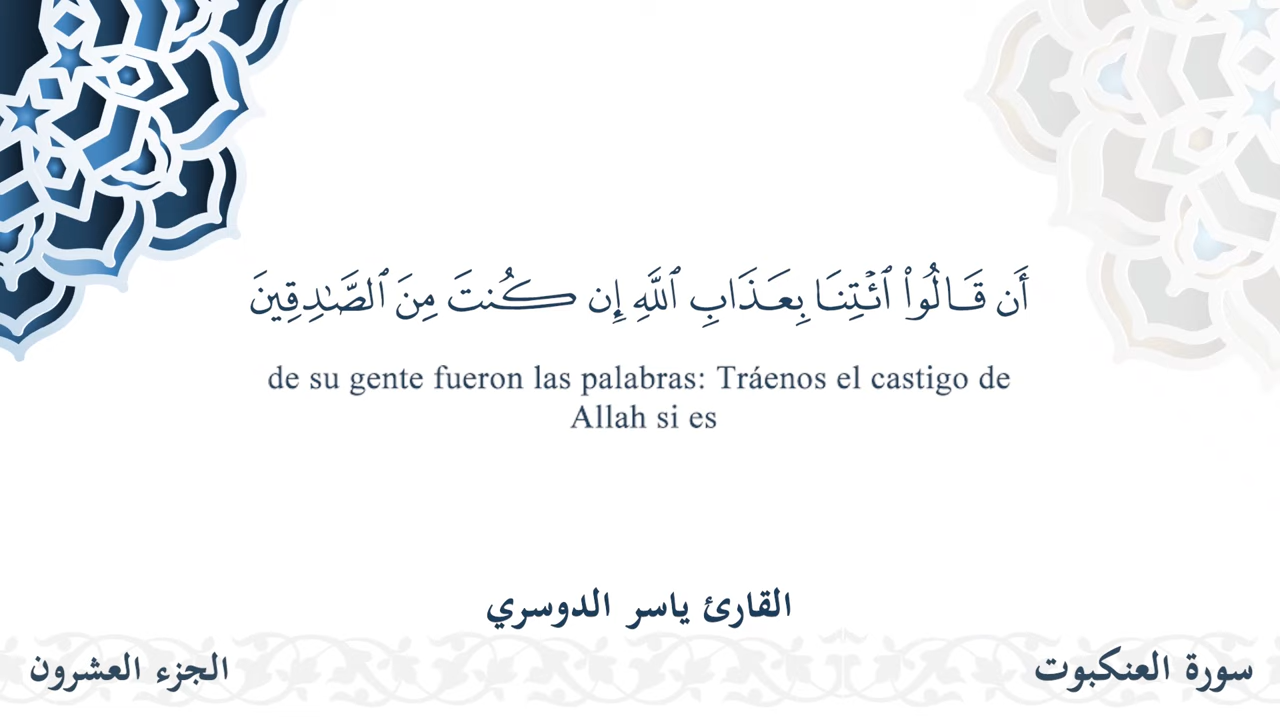 أَن قَالُوا۟ ٱئْتِنَا بِعَذَابِ ٱللَّهِ إِن كُنتَ مِنَ ٱلصَّـٰدِقِينَ
de su gente fueron las palabras: Tráenos el castigo de
Allah si es
القارئ ياسر الدوسري
سورة العنكبوت
الجزء العشرون